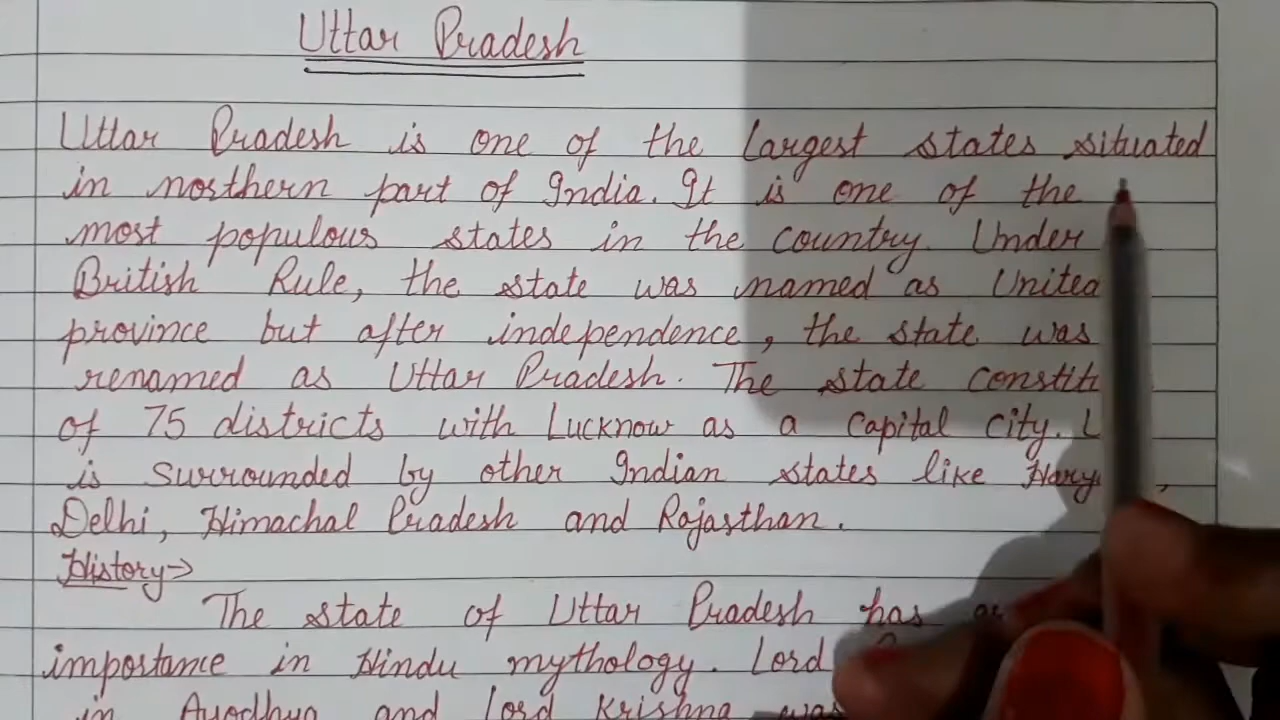 Uttar Pradesh
Uttar Pradesh is one of the largest states situated
in northern part of India. It is one of the
most populous states in the country. Under
British Rule, the state was named as United
province but after independence, the state was
renamed as Uttar Pradesh. The state
of 75 districts with Lucknow as a capital city.
is surrounded by other Indian states like
Delhi, Himachal Pradesh and Rajasthan.
History→
The state of Uttar Pradesh has
importance in Hindu mythology. Lord
in Ayodhya and lord Krishna was